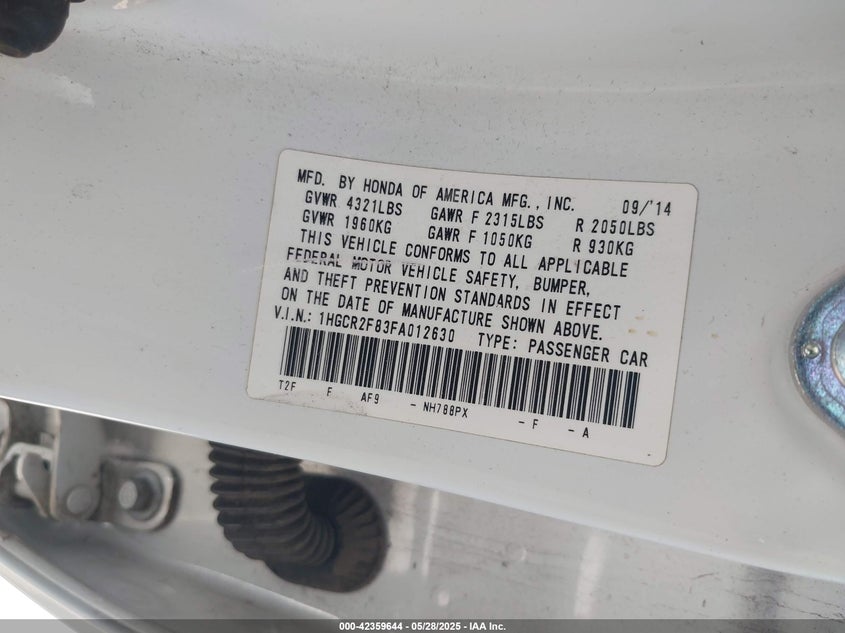 MFD. BY HONDA OF AMERICA MFG., INC. 09/'14
GVWR 4321LBS GAWR F 2315LBS R 2050LBS
GVWR 1960KG GAWR F 1050KG R 930KG
THIS VEHICLE CONFORMS TO ALL APPLICABLE
FEDERAL MOTOR VEHICLE SAFETY, BUMPER,
AND THEFT PREVENTION STANDARDS IN EFFECT
ON THE DATE OF MANUFACTURE SHOWN ABOVE.
V.I.N.: 1HGCR2F83FA012630 TYPE: PASSENGER CAR
T2F F AF9 - NH788PX - F - A
000-42359644 / 05/28/2025 - IAA Inc.